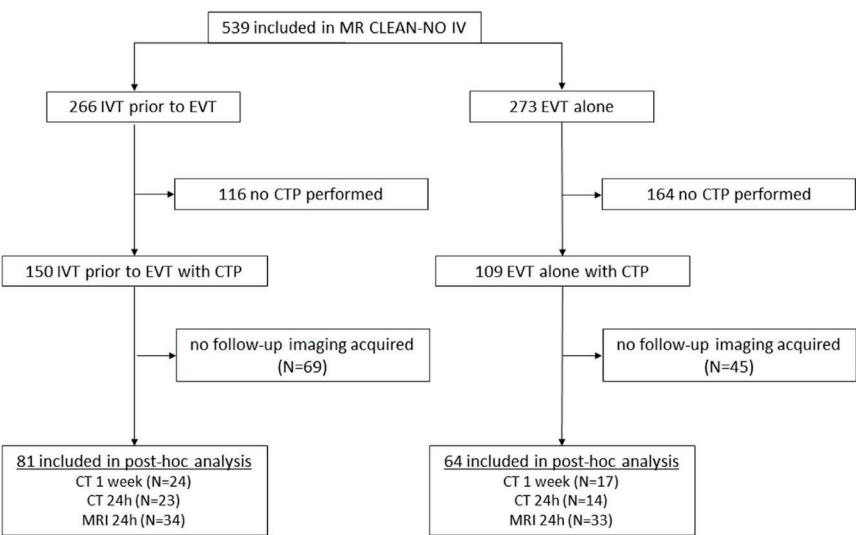 539 included in MR CLEAN-NO IV
266 IVT prior to EVT
273 EVT alone
116 no CTP performed
164 no CTP performed
150 IVT prior to EVT with CTP
109 EVT alone with CTP
no follow-up imaging acquired
(N=69)
no follow-up imaging acquired
(N=45)
81 included in post-hoc analysis
CT 1 week (N=24)
CT 24h (N=23)
MRI 24h (N=34)
64 included in post-hoc analysis
CT 1 week (N=17)
CT 24h (N=14)
MRI 24h (N=33)